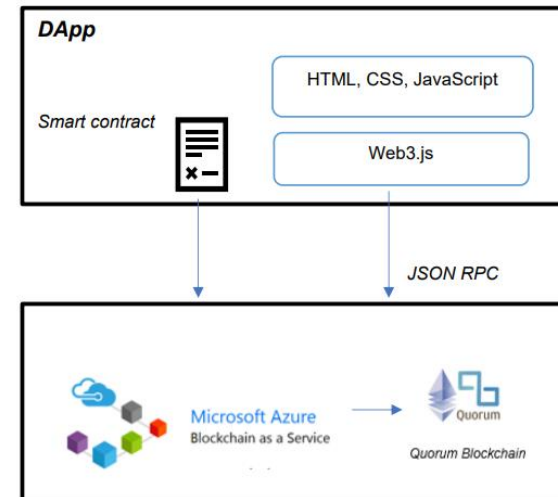 DApp
HTML, CSS, JavaScript
Smart contract
Web3.js
JSON RPC
Microsoft Azure
Blockchain as a Service
Quorum
Quorum Blockchain